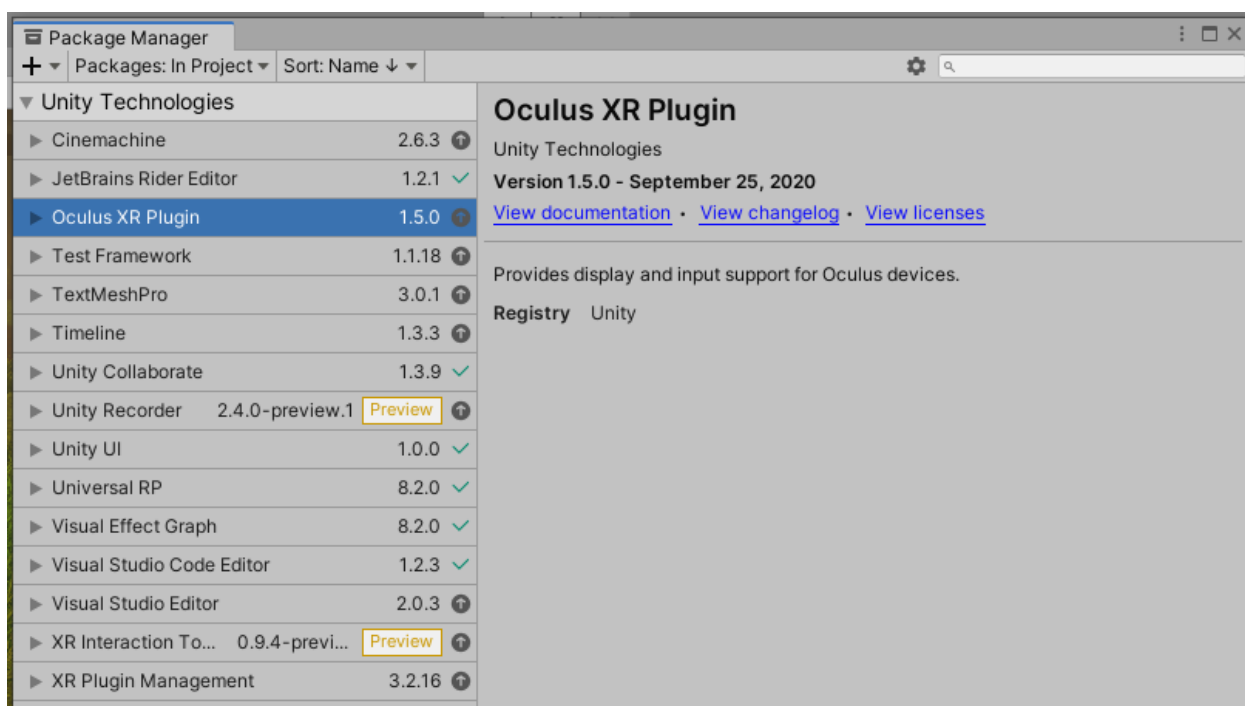 Package Manager
Packages: In Project Sort: Name ↓
Unity Technologies
Cinemachine 2.6.3
JetBrains Rider Editor 1.2.1
Oculus XR Plugin 1.5.0
Test Framework 1.1.18
TextMeshPro 3.0.1
Timeline 1.3.3
Unity Collaborate 1.3.9
Unity Recorder 2.4.0-preview.1 Preview
Unity UI 1.0.0
Universal RP 8.2.0
Visual Effect Graph 8.2.0
Visual Studio Code Editor 1.2.3
Visual Studio Editor 2.0.3
XR Interaction To... 0.9.4-previ... Preview
XR Plugin Management 3.2.16
Oculus XR Plugin
Unity Technologies
Version 1.5.0 - September 25, 2020
View documentation • View changelog • View licenses
Provides display and input support for Oculus devices.
Registry Unity